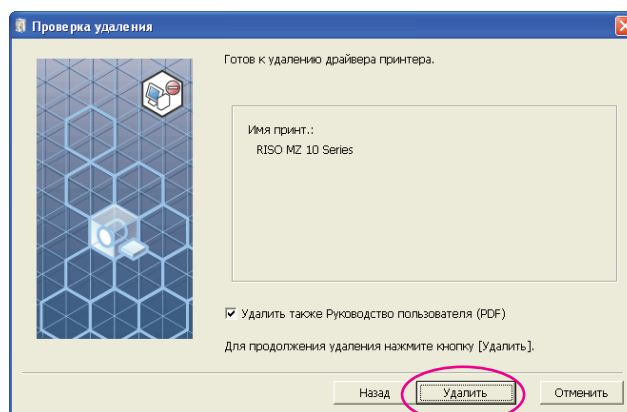 Проверка удаления
Готов к удалению драйвера принтера.
Имя принт.:
RISO MZ 10 Series
Удалить также Руководство пользователя (PDF)
Для продолжения удаления нажмите кнопку [Удалить].
Назад
Удалить
Отменить